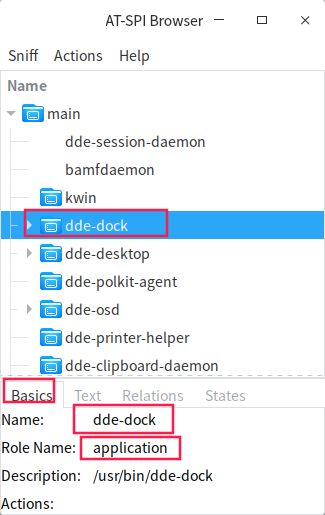 AT-SPI Browser
Sniff Actions Help
Name
main
dde-session-daemon
bamfdaemon
kwin
dde-dock
dde-desktop
dde-polkit-agent
dde-osd
dde-printer-helper
dde-clipboard-daemon
Basics Text Relations States
Name: dde-dock
Role Name: application
Description: /usr/bin/dde-dock
Actions: